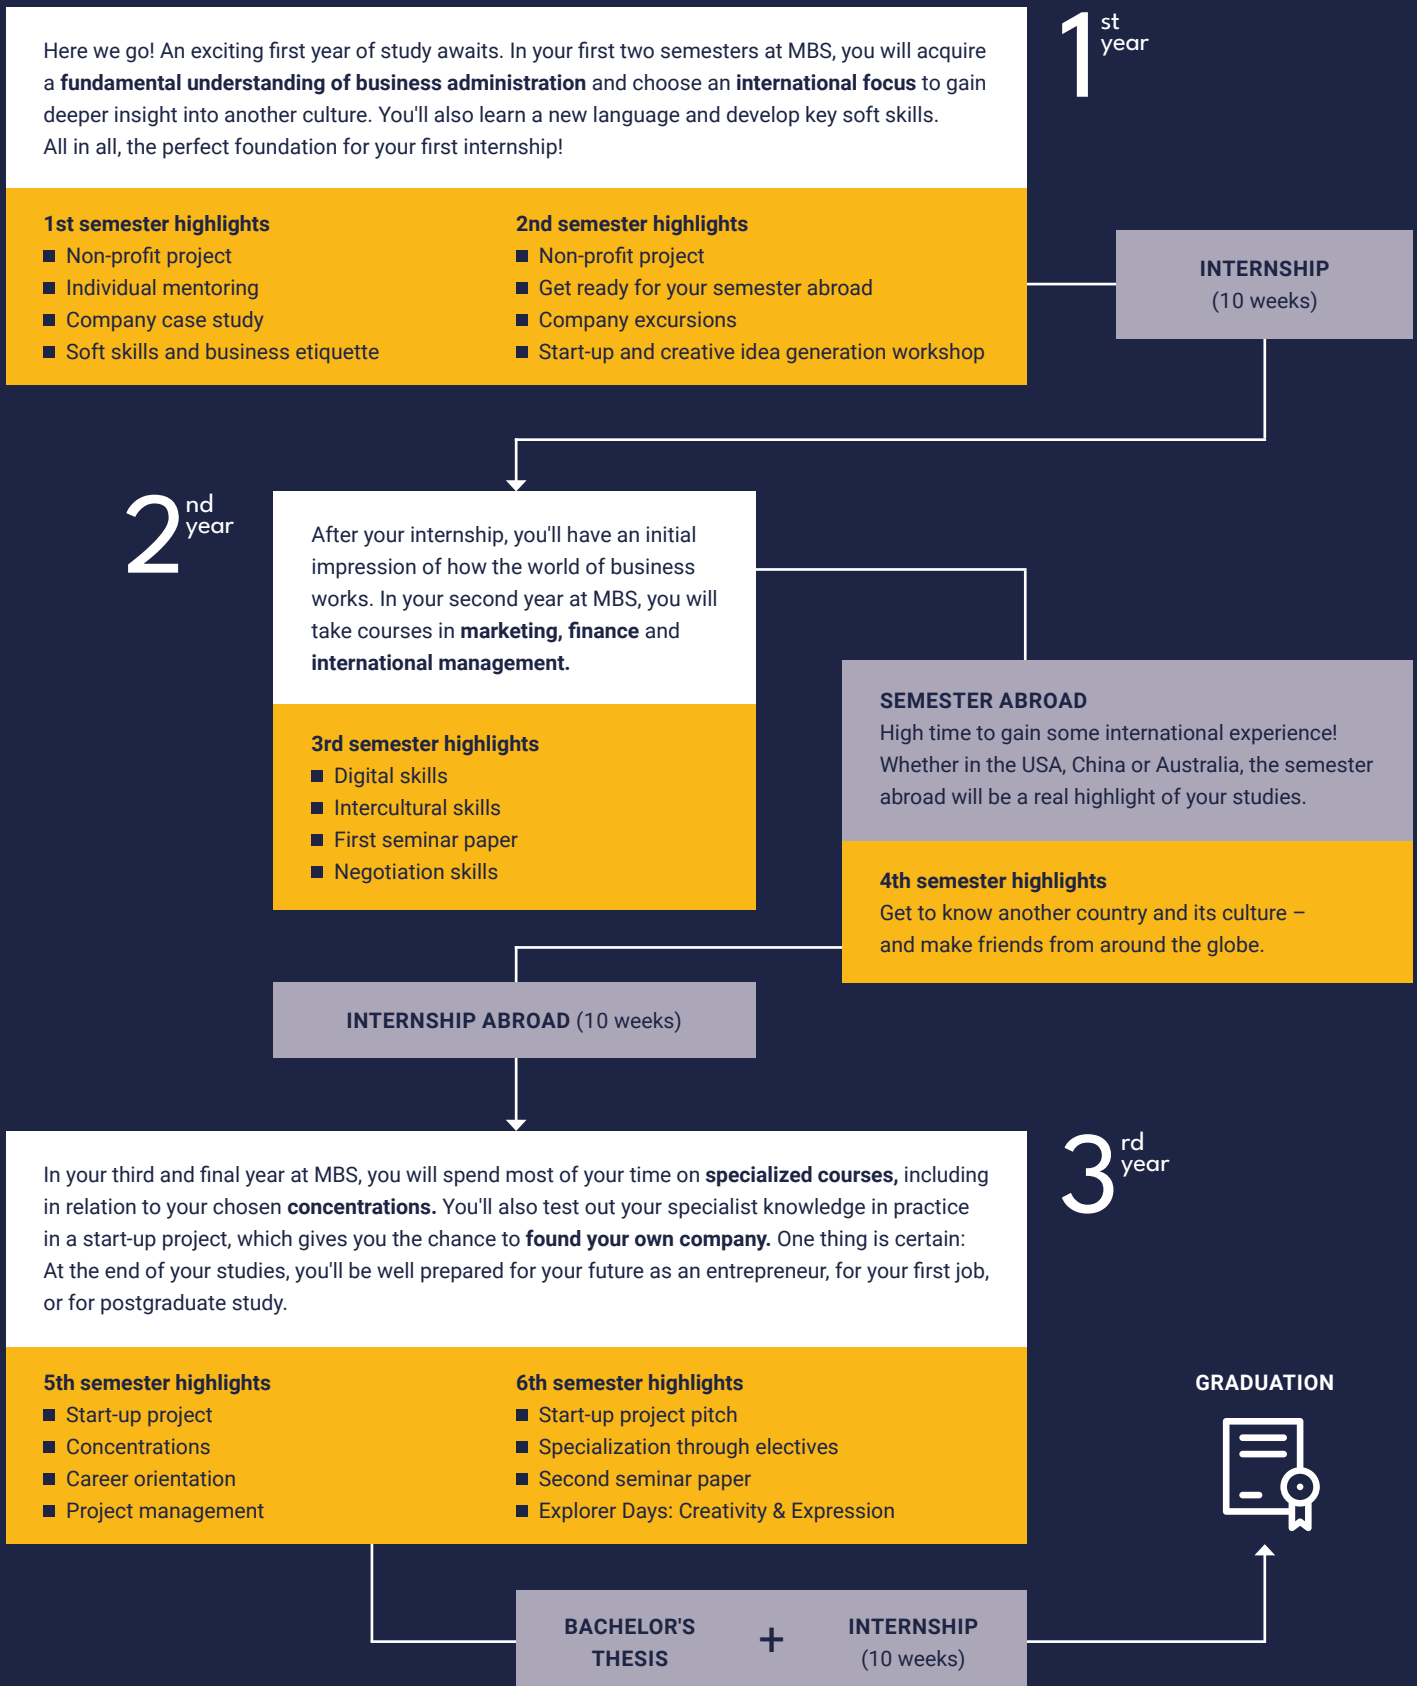 1st year
Here we go! An exciting first year of study awaits. In your first two semesters at MBS, you will acquire
a fundamental understanding of business administration and choose an international focus to gain
deeper insight into another culture. You'll also learn a new language and develop key soft skills.
All in all, the perfect foundation for your first internship!
1st semester highlights
■ Non-profit project
■ Individual mentoring
■ Company case study
■ Soft skills and business etiquette
2nd semester highlights
■ Non-profit project
■ Get ready for your semester abroad
■ Company excursions
■ Start-up and creative idea generation workshop
INTERNSHIP
(10 weeks)
2nd year
After your internship, you'll have an initial
impression of how the world of business
works. In your second year at MBS, you will
take courses in marketing, finance and
international management.
3rd semester highlights
■ Digital skills
■ Intercultural skills
■ First seminar paper
■ Negotiation skills
SEMESTER ABROAD
High time to gain some international experience!
Whether in the USA, China or Australia, the semester
abroad will be a real highlight of your studies.
4th semester highlights
Get to know another country and its culture –
and make friends from around the globe.
INTERNSHIP ABROAD (10 weeks)
3rd year
In your third and final year at MBS, you will spend most of your time on specialized courses, including
in relation to your chosen concentrations. You'll also test out your specialist knowledge in practice
in a start-up project, which gives you the chance to found your own company. One thing is certain:
At the end of your studies, you'll be well prepared for your future as an entrepreneur, for your first job,
or for postgraduate study.
5th semester highlights
■ Start-up project
■ Concentrations
■ Career orientation
■ Project management
6th semester highlights
■ Start-up project pitch
■ Specialization through electives
■ Second seminar paper
■ Explorer Days: Creativity & Expression
BACHELOR'S
THESIS
+
INTERNSHIP
(10 weeks)
GRADUATION